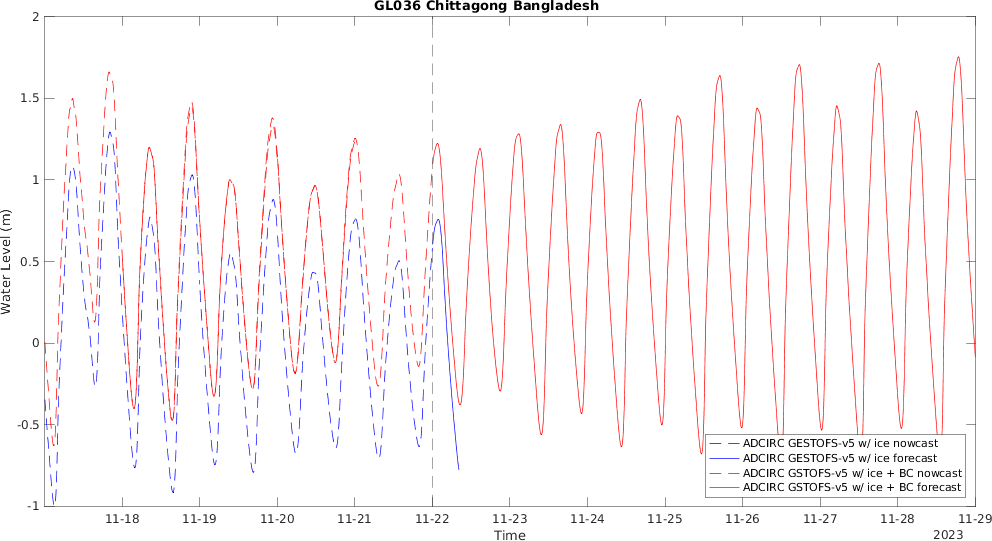 GL036 Chittagong Bangladesh
Water Level (m)
2
1.5
1
0.5
0
-0.5
-1
11-18 11-19 11-20 11-21 11-22 11-23 11-24 11-25 11-26 11-27 11-28 11-29
Time
2023
ADCIRC GESTOFS-v5 w/ ice nowcast
ADCIRC GESTOFS-v5 w/ ice forecast
ADCIRC GSTOFS-v5 w/ ice + BC nowcast
ADCIRC GSTOFS-v5 w/ ice + BC forecast